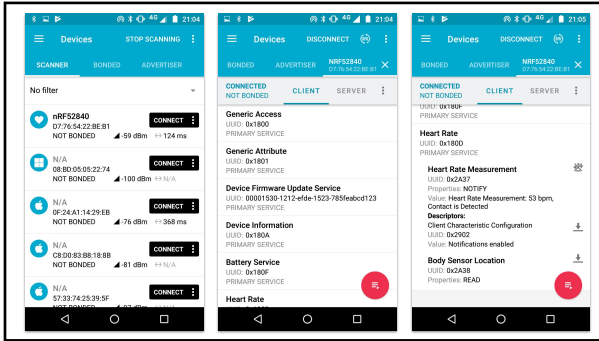 4G 21:04
Devices STOP SCANNING
SCANNER BONDED ADVERTISER
No filter
nRF52840
D7:76:54:22:BE:B1
NOT BONDED -59 dBm 124 ms
CONNECT
N/A
08:BD:05:05:22:74
NOT BONDED -100 dBm N/A
CONNECT
N/A
0F:24:A1:14:29:EB
NOT BONDED -76 dBm 368 ms
CONNECT
N/A
C8:D0:83:B8:18:8B
NOT BONDED -81 dBm N/A
CONNECT
N/A
57:33:74:25:39:5F
CONNECT
4G 21:04
Devices DISCONNECT
BONDED ADVERTISER NRF52840
D7:76:54:22:BE:B1
CONNECTED
NOT BONDED
CLIENT SERVER
Generic Access
UUID: 0x1800
PRIMARY SERVICE
Generic Attribute
UUID: 0x1801
PRIMARY SERVICE
Device Firmware Update Service
UUID: 00001530-1212-efde-1523-785feabcd123
PRIMARY SERVICE
Device Information
UUID: 0x180A
PRIMARY SERVICE
Battery Service
UUID: 0x180F
PRIMARY SERVICE
Heart Rate
4G 21:05
Devices DISCONNECT
BONDED ADVERTISER NRF52840
D7:76:54:22:BE:B1
CONNECTED
NOT BONDED
CLIENT SERVER
UUID: 0x180F
PRIMARY SERVICE
Heart Rate
UUID: 0x180D
PRIMARY SERVICE
Heart Rate Measurement
UUID: 0x2A37
Properties: NOTIFY
Value: Heart Rate Measurement: 53 bpm,
Contact is Detected
Descriptors:
Client Characteristic Configuration
UUID: 0x2902
Value: Notifications enabled
Body Sensor Location
UUID: 0x2A38
Properties: READ